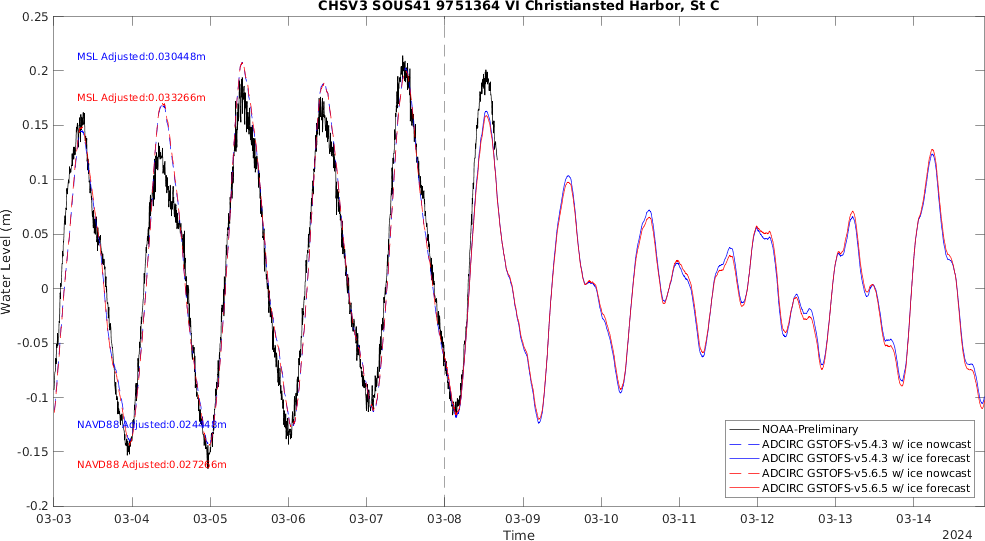 CHSV3 SOUS41 9751364 VI Christiansted Harbor, St C
0.25
0.2
0.15
0.1
0.05
0
-0.05
-0.1
-0.15
-0.2
Water Level (m)
MSL Adjusted:0.030448m
MSL Adjusted:0.033266m
NAVD88 Adjusted:0.024448m
NAVD88 Adjusted:0.027266m
NOAA-Preliminary
ADCIRC GSTOFS-v5.4.3 w/ ice nowcast
ADCIRC GSTOFS-v5.4.3 w/ ice forecast
ADCIRC GSTOFS-v5.6.5 w/ ice nowcast
ADCIRC GSTOFS-v5.6.5 w/ ice forecast
03-03 03-04 03-05 03-06 03-07 03-08 03-09 03-10 03-11 03-12 03-13 03-14
Time
2024